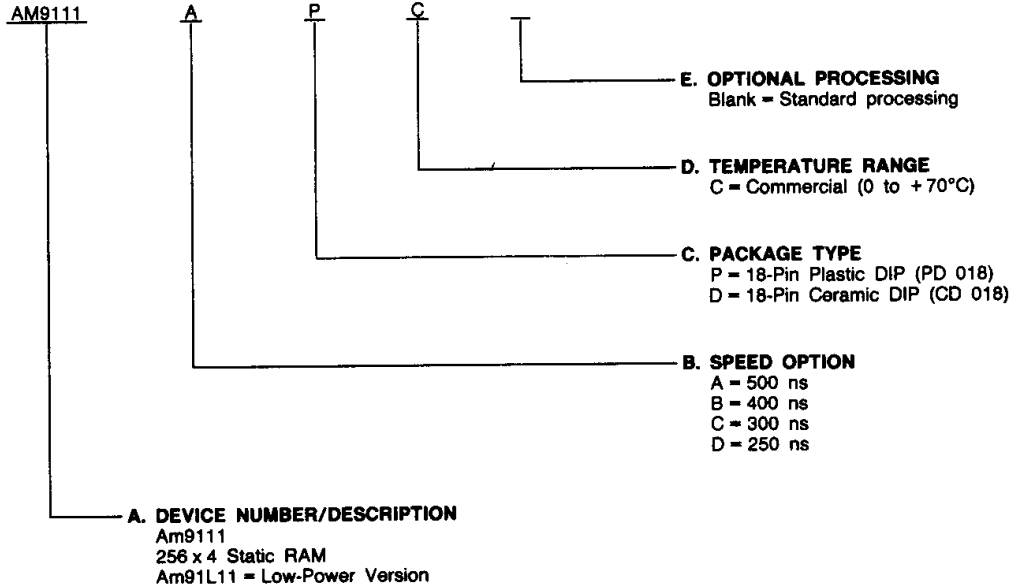 AM9111 A P C
E. OPTIONAL PROCESSING
Blank = Standard processing
D. TEMPERATURE RANGE
C = Commercial (0 to +70°C)
C. PACKAGE TYPE
P = 18-Pin Plastic DIP (PD 018)
D = 18-Pin Ceramic DIP (CD 018)
B. SPEED OPTION
A = 500 ns
B = 400 ns
C = 300 ns
D = 250 ns
A. DEVICE NUMBER/DESCRIPTION
Am9111
256 x 4 Static RAM
Am91L11 = Low-Power Version